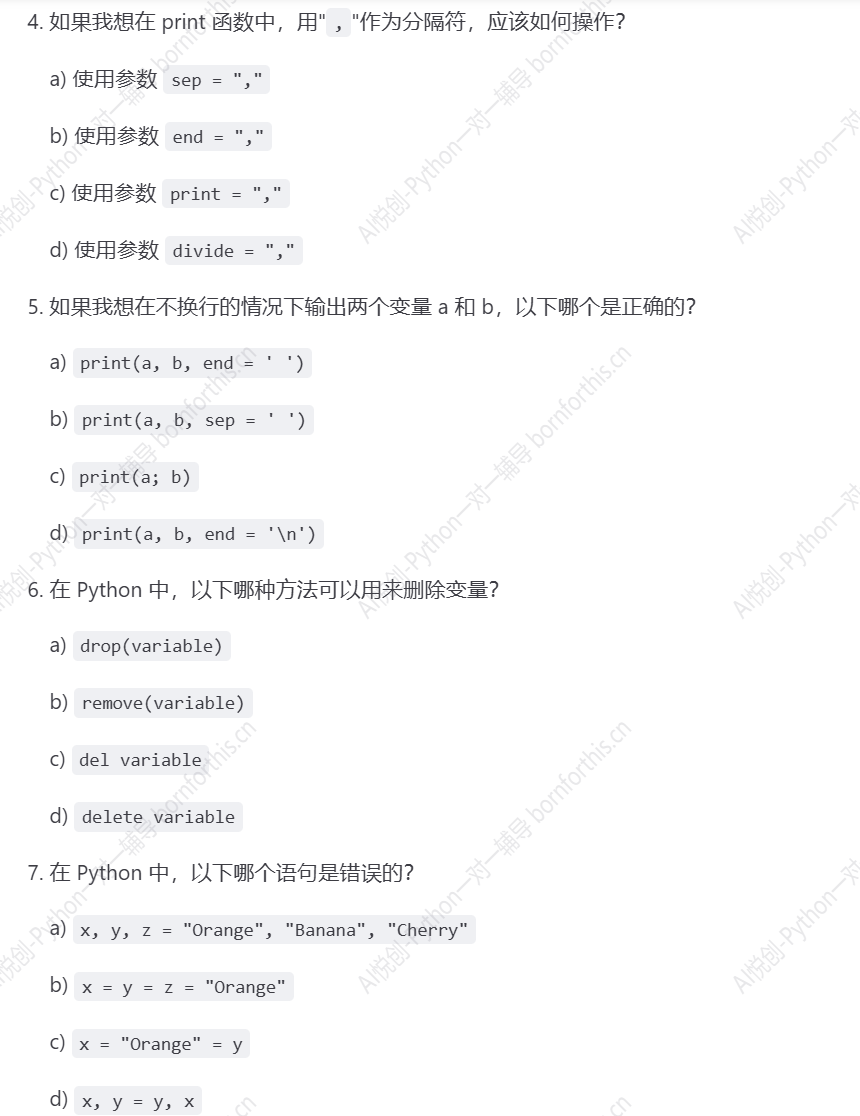 4. 如果我想在 print 函数中，用","作为分隔符，应该如何操作？
a) 使用参数 sep = ","
b) 使用参数 end = ","
c) 使用参数 print = ","
d) 使用参数 divide = ","
5. 如果我想在不换行的情况下输出两个变量 a 和 b，以下哪个是正确的？
a) print(a, b, end = ' ')
b) print(a, b, sep = ' ')
c) print(a; b)
d) print(a, b, end = '\n')
6. 在 Python 中，以下哪种方法可以用来删除变量？
a) drop(variable)
b) remove(variable)
c) del variable
d) delete variable
7. 在 Python 中，以下哪个语句是错误的？
a) x, y, z = "Orange", "Banana", "Cherry"
b) x = y = z = "Orange"
c) x = "Orange" = y
d) x, y = y, x
AI悦创-Python一对一辅导 bornforthis.cn